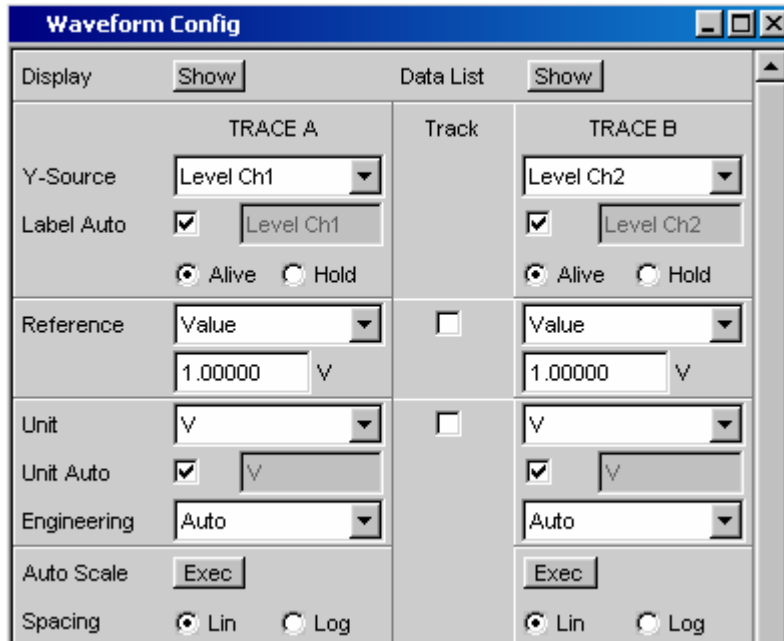 Waveform Config
Display Show Data List Show
TRACE A Track TRACE B
Y-Source Level Ch1 Level Ch2
Label Auto Level Ch1 Level Ch2
Alive Hold Alive Hold
Reference Value Value
1.00000 V 1.00000 V
Unit V V
Unit Auto V V
Engineering Auto Auto
Auto Scale Exec Exec
Spacing Lin Log Lin Log